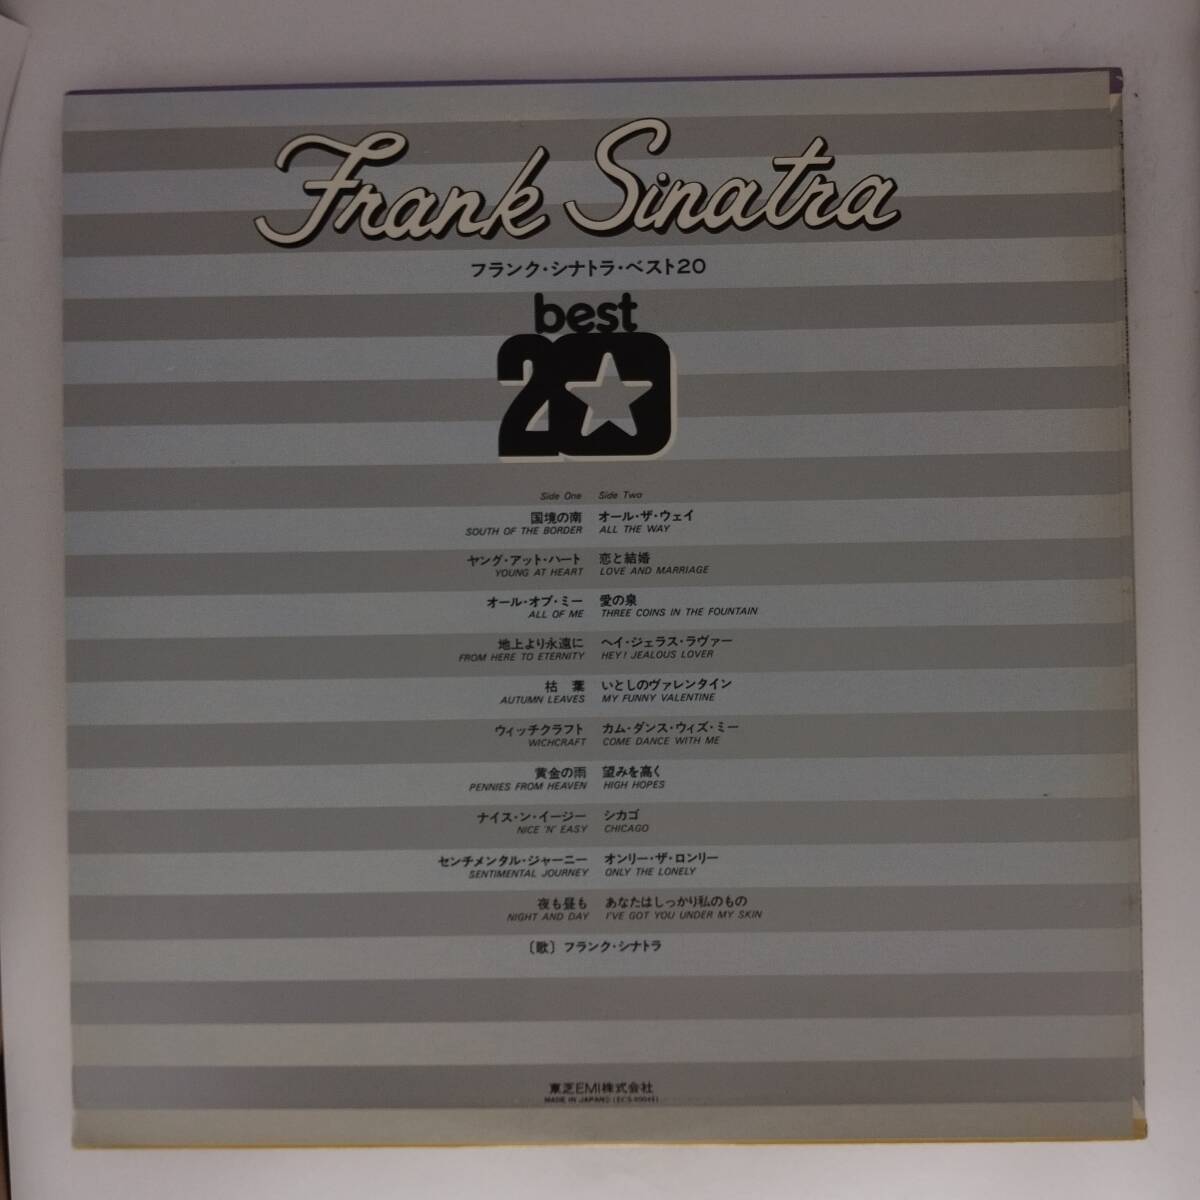 Frank Sinatra
フランク・シナトラ・ベスト20
best
20
Side One
国境の南
SOUTH OF THE BORDER
ヤング・アット・ハート
YOUNG AT HEART
オール・オブ・ミー
ALL OF ME
地上より永遠に
FROM HERE TO ETERNITY
枯葉
AUTUMN LEAVES
ウィッチクラフト
WICHCRAFT
黄金の雨
PENNIES FROM HEAVEN
ナイス・ン・イージー
NICE 'N' EASY
センチメンタル・ジャーニー
SENTIMENTAL JOURNEY
夜も昼も
NIGHT AND DAY
Side Two
オール・ザ・ウェイ
ALL THE WAY
恋と結婚
LOVE AND MARRIAGE
愛の泉
THREE COINS IN THE FOUNTAIN
ヘイ・ジェラス・ラヴァー
HEY! JEALOUS LOVER
いとしのヴァレンタイン
MY FUNNY VALENTINE
カム・ダンス・ウィズ・ミー
COME DANCE WITH ME
望みを高く
HIGH HOPES
シカゴ
CHICAGO
オンリー・ザ・ロンリー
ONLY THE LONELY
あなたはしっかり私のもの
I'VE GOT YOU UNDER MY SKIN
〔歌〕フランク・シナトラ
東芝EMI株式会社
MADE IN JAPAN